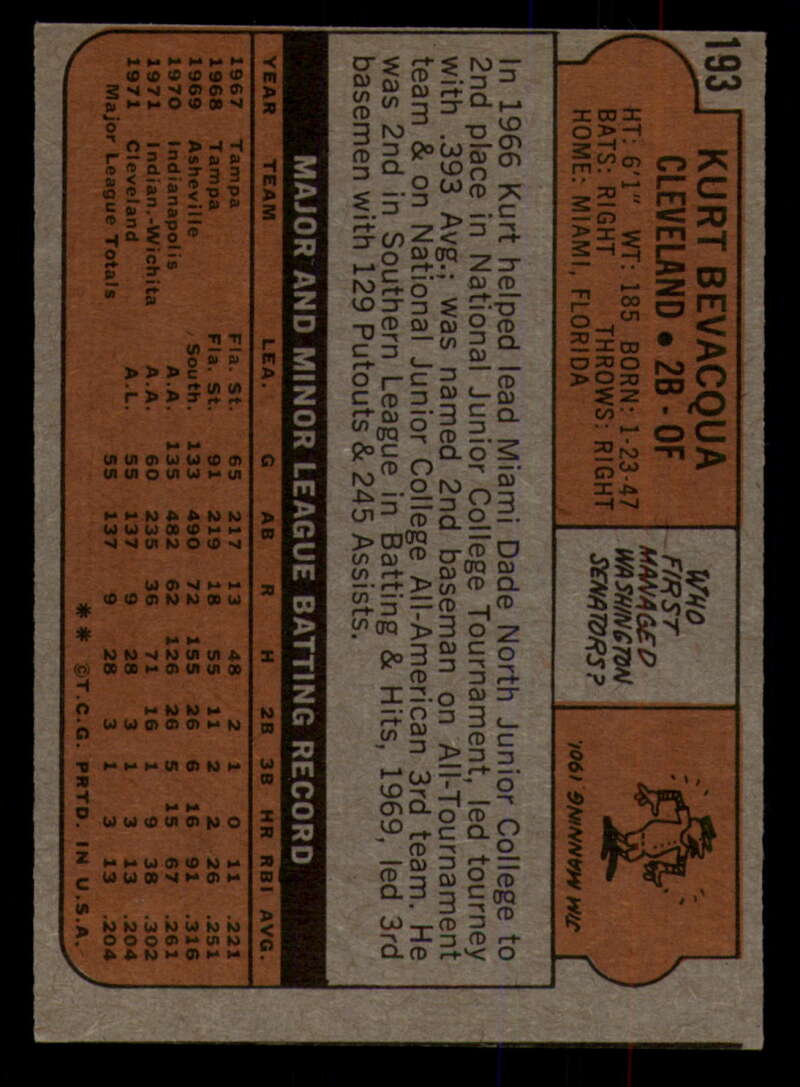 193
KURT BEVACQUA
CLEVELAND • 2B-OF
HT: 6'1" WT: 185 BORN: 1-23-47
BATS: RIGHT THROWS: RIGHT
HOME: MIAMI, FLORIDA
WHO
FIRST
MANAGED
WASHINGTON
SENATORS?
JIM MANNING, 1901.
In 1966 Kurt helped lead Miami Dade North Junior College to
2nd place in National Junior College Tournament, led tourney
with .393 Avg.; was named 2nd baseman on All-Tournament
team & on National Junior College All-American 3rd team. He
was 2nd in Southern League in Batting & Hits, 1969, led 3rd
basemen with 129 Putouts & 245 Assists.
MAJOR AND MINOR LEAGUE BATTING RECORD
YEAR TEAM LEA. G AB R H 2B 3B HR RBI AVG.
1967 Tampa Fla. St. 65 217 13 48 2 1 0 11 .221
1968 Tampa Fla. St. 91 219 18 55 11 2 2 26 .251
1969 Asheville South. 133 490 72 155 26 6 16 91 .316
1970 Indianapolis A.A. 135 482 62 126 26 5 15 67 .261
1971 Indian.-Wichita A.A. 60 235 36 71 16 1 9 38 .302
1971 Cleveland A.L. 55 137 9 28 3 1 3 13 .204
Major League Totals 55 137 9 28 3 1 3 13 .204
** ©T.C.G. PRTD. IN U.S.A.